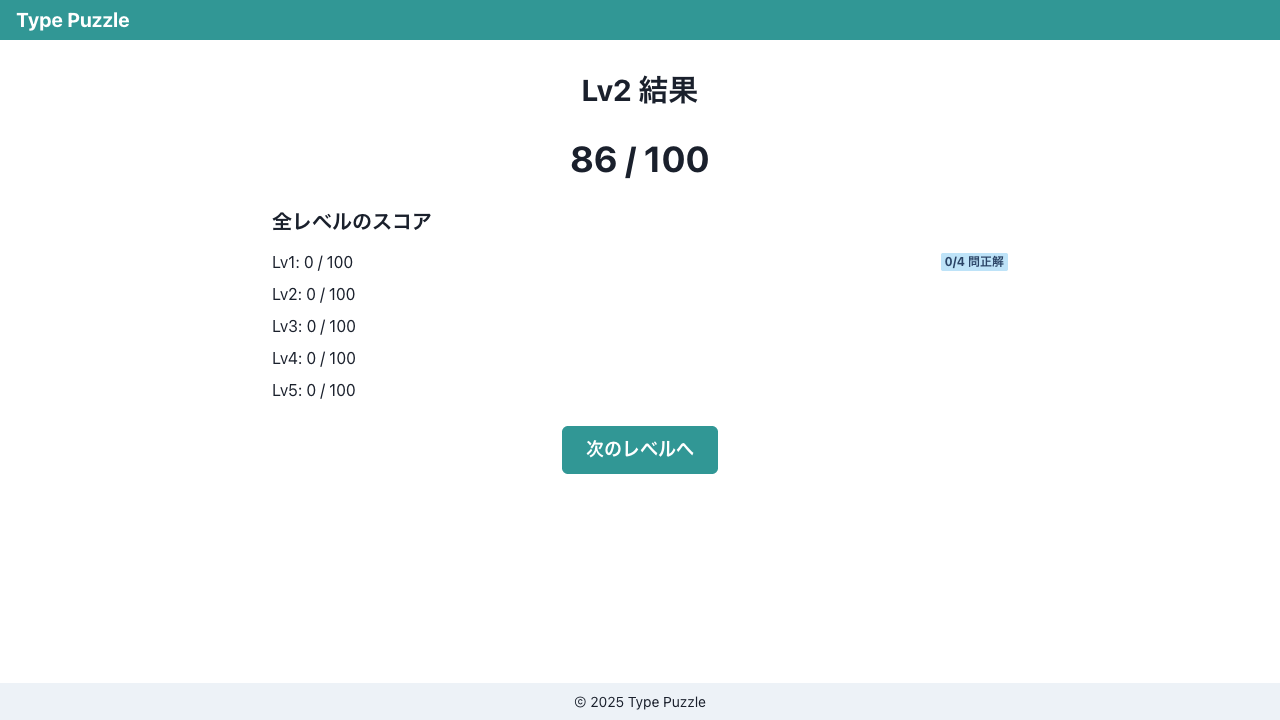 Type Puzzle
Lv2 結果
86 / 100
全レベルのスコア
Lv1: 0 / 100
0/4 問正解
Lv2: 0 / 100
Lv3: 0 / 100
Lv4: 0 / 100
Lv5: 0 / 100
次のレベルへ
© 2025 Type Puzzle